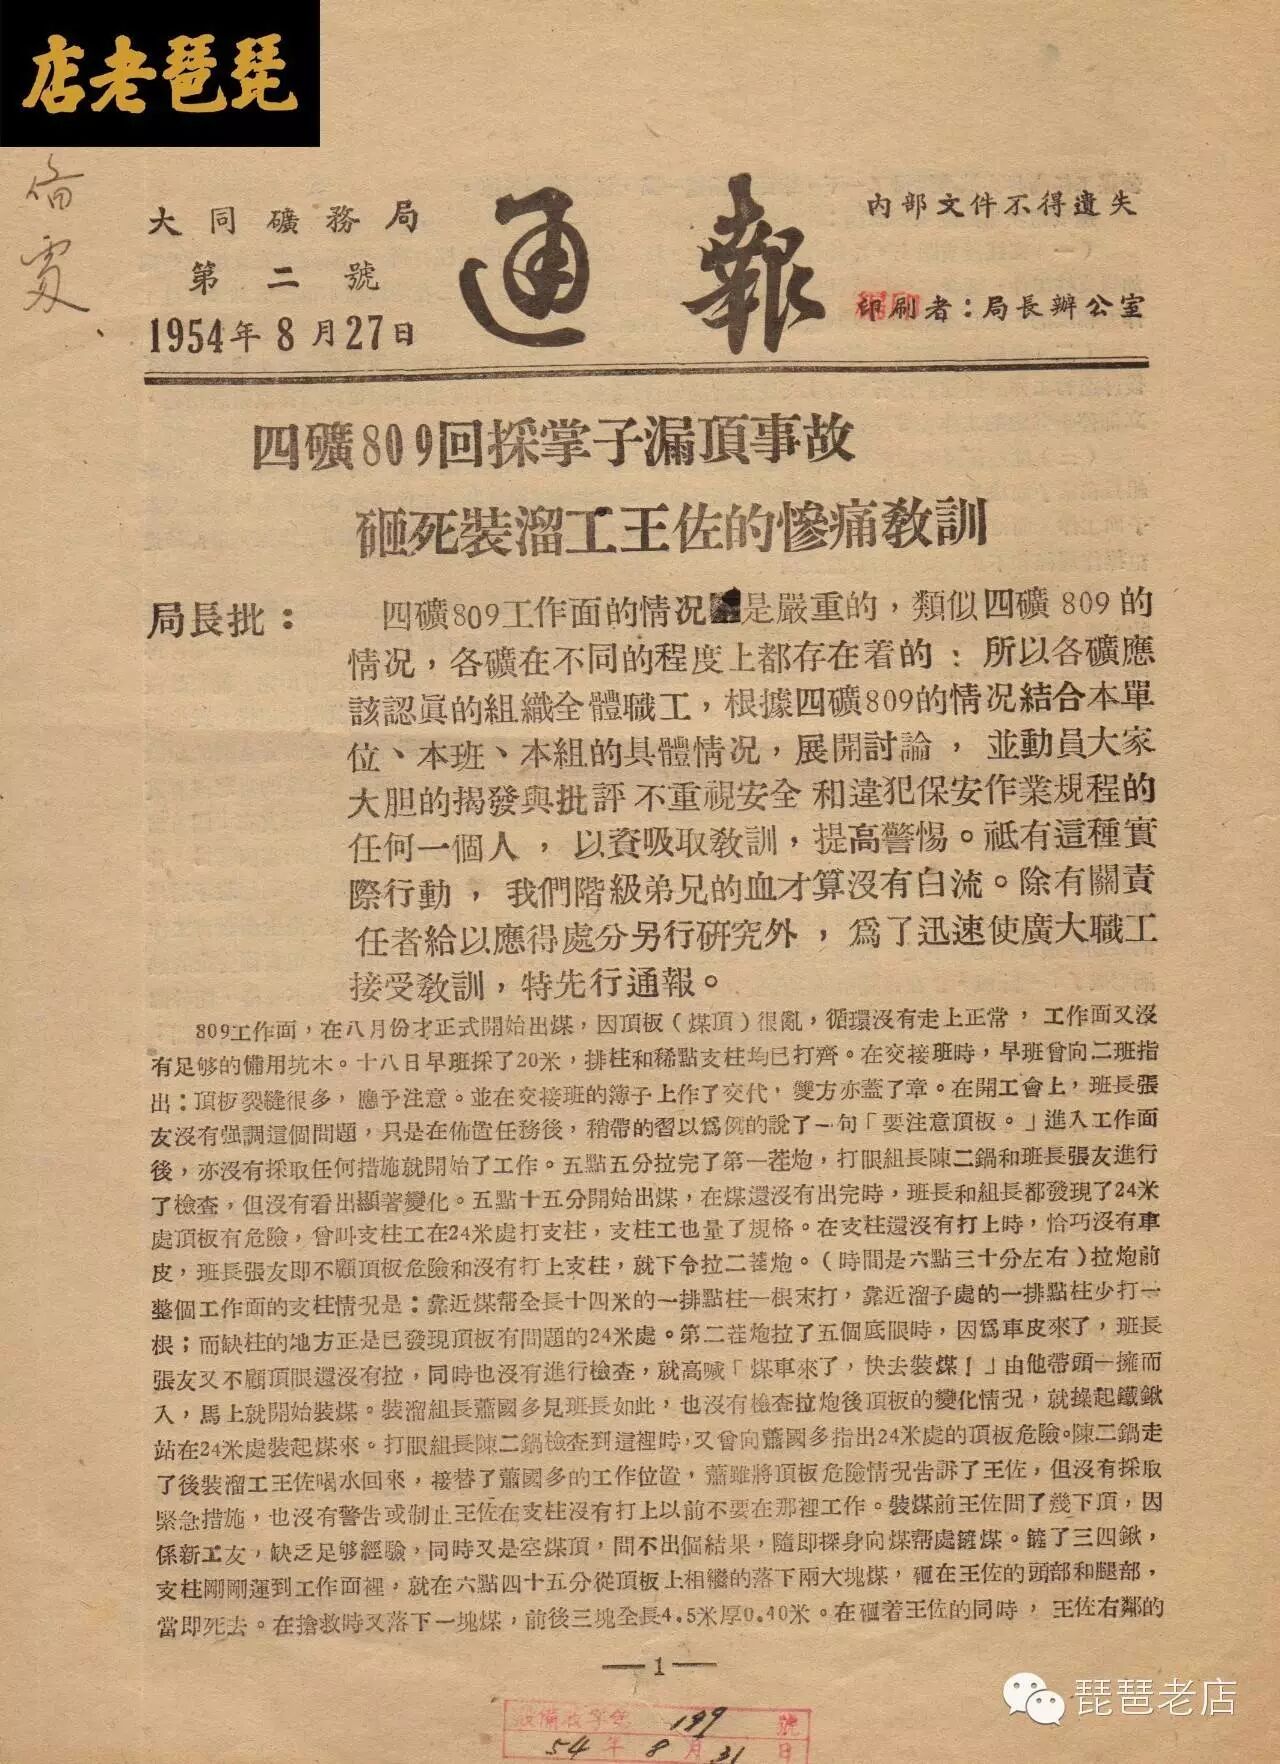 店老琶琵
大同礦務局
第二號
1954年8月27日
通報
內部文件不得遺失
印刷者：局長辦公室
四礦809回採掌子漏頂事故
砸死裝溜工王佐的慘痛教訓
局長批：
四礦809工作面的情況是嚴重的，類似四礦809的
情況，各礦在不同的程度上都存在着的：所以各礦應
該認眞的組織全體職工，根據四礦809的情況結合本單
位、本班、本組的具體情況，展開討論，並動員大家
大胆的揭發與批評不重視安全和違犯保安作業規程的
任何一個人，以資吸取教訓，提高警惕。祗有這種實
際行動，我們階級弟兄的血才算沒有白流。除有關責
任者給以應得處分另行研究外，爲了迅速使廣大職工
接受教訓，特先行通報。
809工作面，在八月份才正式開始出煤，因頂板（煤頂）很亂，循環沒有走上正常，工作面又沒
有足够的備用坑木。十八日早班採了20米，排柱和稀點支柱均已打齊。在交接班時，早班曾向二班指
出：頂板裂縫很多，應予注意。並在交接班的簿子上作了交代，雙方亦蓋了章。在開工會上，班長張
友沒有强調這個問題，只是在佈置任務後，稍帶的習以爲例的說了一句「要注意頂板。」進入工作面
後，亦沒有採取任何措施就開始了工作。五點五分拉完了第一茬炮，打眼組長陳二鍋和班長張友進行
了檢查，但沒有看出顯著變化。五點十五分開始出煤，在煤還沒有出完時，班長和組長都發現了24米
處頂板有危險，曾叫支柱工在24米處打支柱，支柱工也量了規格。在支柱還沒有打上時，恰巧沒有車
皮，班長張友即不顧頂板危險和沒有打上支柱，就下令拉二茬炮。（時間是六點三十分左右）拉炮前
整個工作面的支柱情況是：靠近煤帮全長十四米的一排點柱一根末打，靠近溜子處的一排點柱少打一
根；而缺柱的地方正是已發現頂板有問題的24米處。第二茬炮拉了五個底眼時，因爲車皮來了，班長
張友又不顧頂眼還沒有拉，同時也沒有進行檢查，就高喊「煤車來了，快去裝煤！」由他帶頭一擁而
入，馬上就開始裝煤。裝溜組長蕭國多見班長如此，也沒有檢查拉炮後頂板的變化情況，就操起鐵鍬
站在24米處裝起煤來。打眼組長陳二鍋檢查到這裡時，又曾向蕭國多指出24米處的頂板危險。陳二鍋走
了後裝溜工王佐喝水回來，接替了蕭國多的工作位置，蕭雖將頂板危險情況告訴了王佐，但沒有採取
緊急措施，也沒有警告或制止王佐在支柱沒有打上以前不要在那裡工作。裝煤前王佐問了幾下頂，因
係新工友，缺乏足够經驗，同時又是空煤頂，問不出個結果，隨即探身向煤帮處鏟煤。鏟了三四鍬，
支柱剛剛運到工作面裡，就在六點四十五分從頂板上相繼的落下兩大塊煤，砸在王佐的頭部和腿部，
當即死去。在搶救時又落下一塊煤，前後三塊全長4.5米厚0.40米。在砸着王佐的同時，王佐右鄰的
1
199 號
54年8月31日
琵琶老店